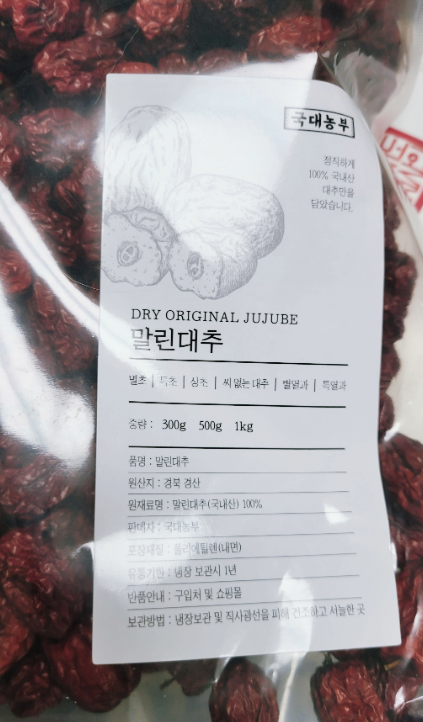 국대농부
정직하게
100% 국내산
대추만을
담았습니다.
DRY ORIGINAL JUJUBE
말린대추
별초 | 특초 | 상초 | 씨없는 대추 | 별열과 | 특열과
중량 : 300g 500g 1kg
품명 : 말린대추
원산지 : 경북 경산
원재료명 : 말린대추(국내산) 100%
판매자 : 국대농부
포장재질 : 폴리에틸렌(내면)
유통기한 : 냉장 보관시 1년
반품안내 : 구입처 및 쇼핑몰
보관방법 : 냉장보관 및 직사광선을 피해 건조하고 서늘한 곳